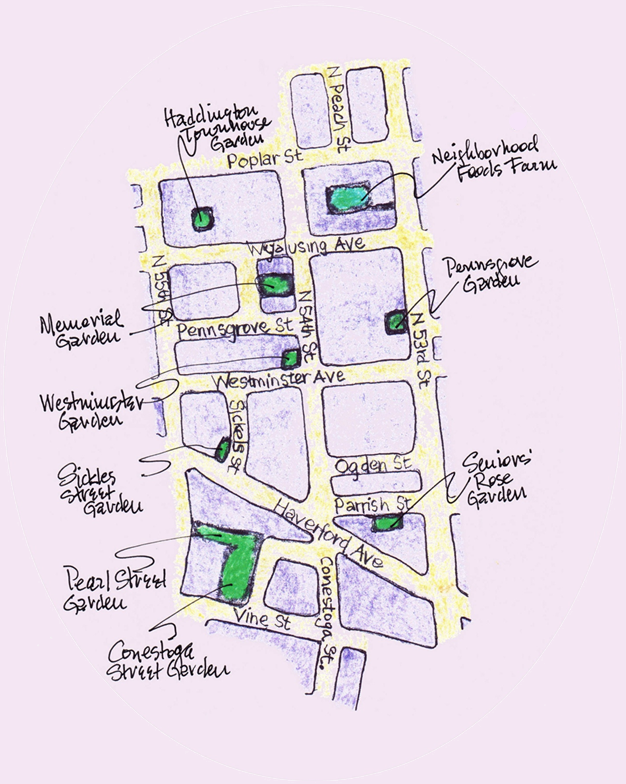 N Peach St
Haddington
Townhouse
Garden
Poplar St
Neighborhood
Foods Farm
Wyalusing Ave
N 55th St
Pennsgrove
Garden
Memorial
Garden
Pennsgrove St
N 54th St
N 53rd St
Westminster Ave
Westminster
Garden
Sickels St
Sickles
Street
Garden
Ogden St
Seniors'
Rose
Garden
Parrish St
Haverford Ave
Pearl Street
Garden
Conestoga St.
Vine St
Conestoga
Street Garden